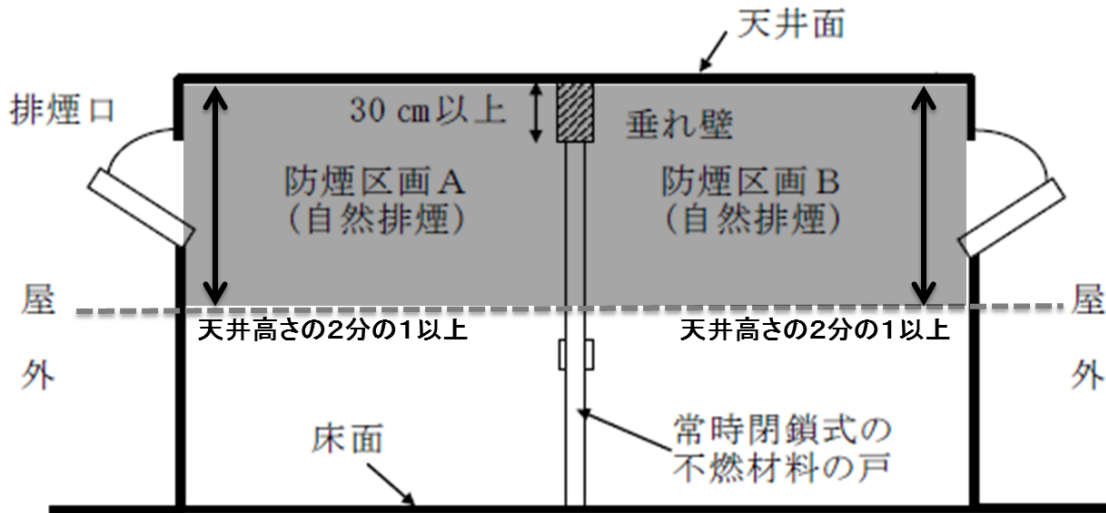 天井面
排煙口
30 cm以上
垂れ壁
防煙区画A
(自然排煙)
防煙区画B
(自然排煙)
屋外
天井高さの2分の1以上
天井高さの2分の1以上
屋外
床面
常時閉鎖式の
不燃材料の戸